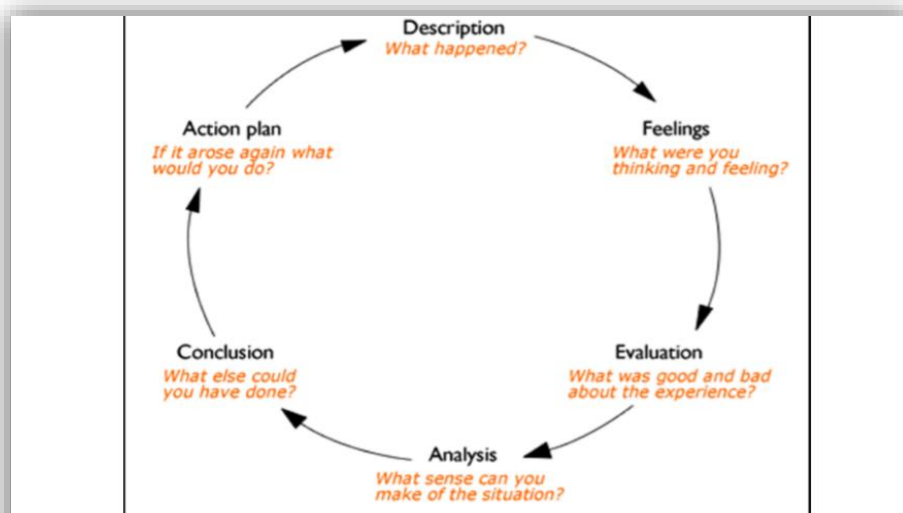 Description
What happened?
Feelings
What were you
thinking and feeling?
Evaluation
What was good and bad
about the experience?
Analysis
What sense can you
make of the situation?
Conclusion
What else could
you have done?
Action plan
If it arose again what
would you do?